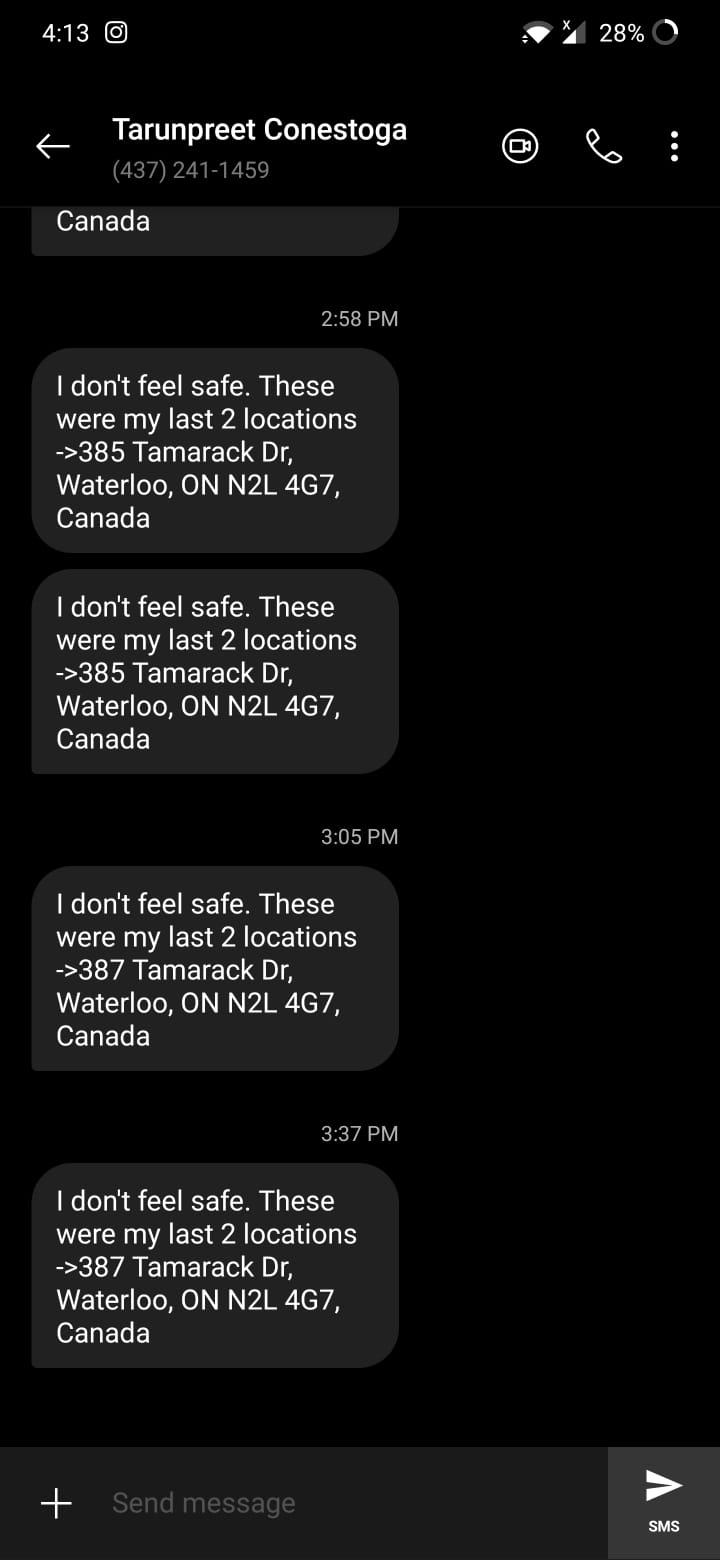 4:13
28%
Tarunpreet Conestoga
(437) 241-1459
Canada
2:58 PM
I don't feel safe. These
were my last 2 locations
->385 Tamarack Dr,
Waterloo, ON N2L 4G7,
Canada
I don't feel safe. These
were my last 2 locations
->385 Tamarack Dr,
Waterloo, ON N2L 4G7,
Canada
3:05 PM
I don't feel safe. These
were my last 2 locations
->387 Tamarack Dr,
Waterloo, ON N2L 4G7,
Canada
3:37 PM
I don't feel safe. These
were my last 2 locations
->387 Tamarack Dr,
Waterloo, ON N2L 4G7,
Canada
Send message
SMS